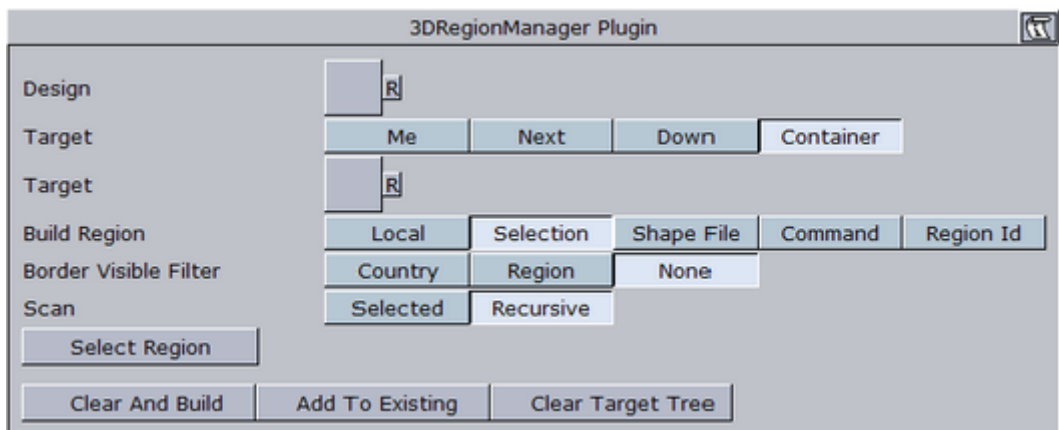 3DRegionManager Plugin
Design R
Target Me Next Down Container
Target R
Build Region Local Selection Shape File Command Region Id
Border Visible Filter Country Region None
Scan Selected Recursive
Select Region
Clear And Build Add To Existing Clear Target Tree